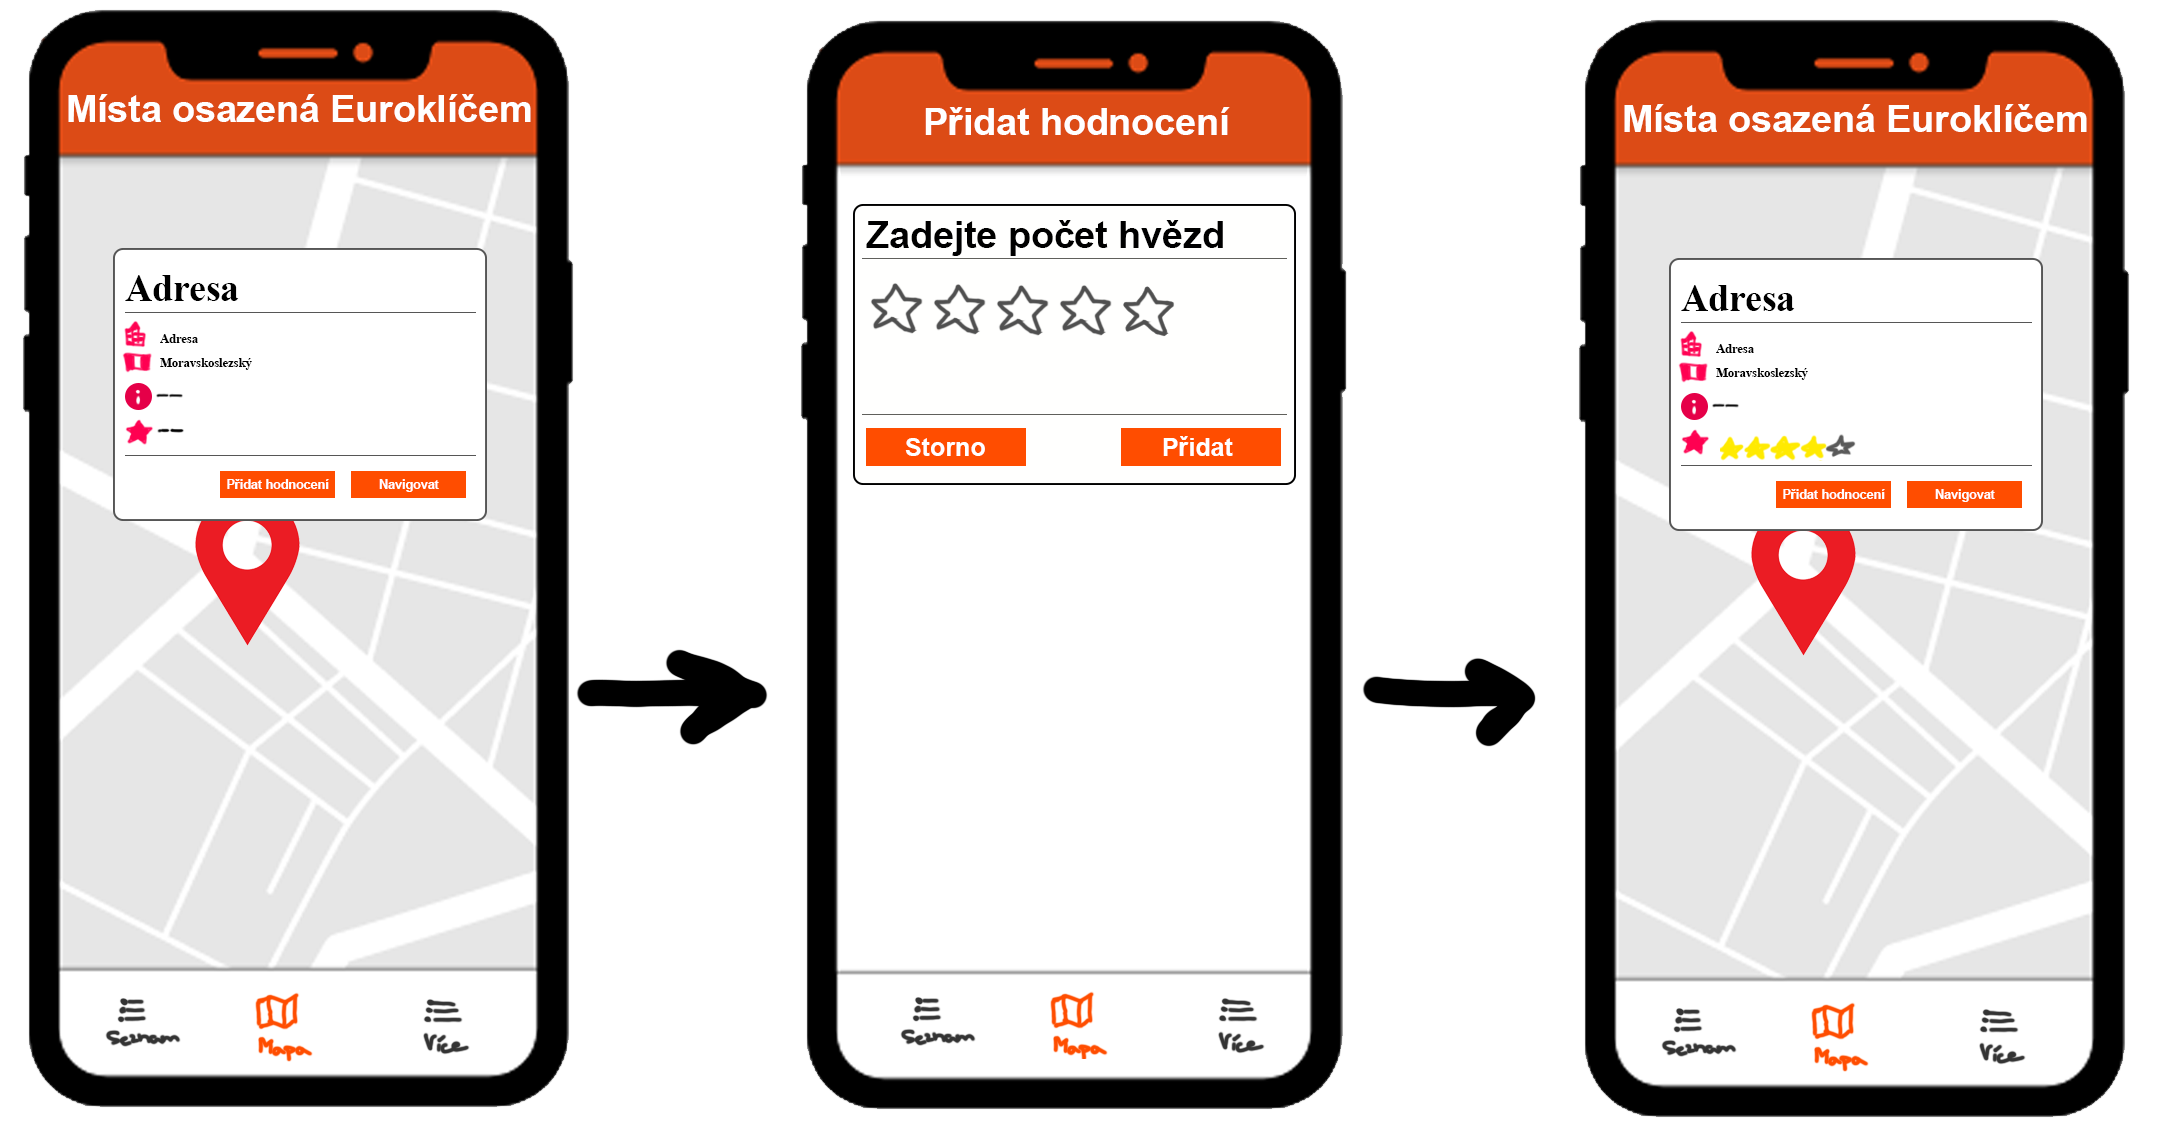 Místa osazená Euroklíčem
Adresa
Adresa
Moravskoslezský
--
--
Přidat hodnocení
Navigovat
Seznam
Mapa
Více
Přidat hodnocení
Zadejte počet hvězd
Storno
Přidat
Seznam
Mapa
Více
Místa osazená Euroklíčem
Adresa
Adresa
Moravskoslezský
--
Přidat hodnocení
Navigovat
Seznam
Mapa
Více